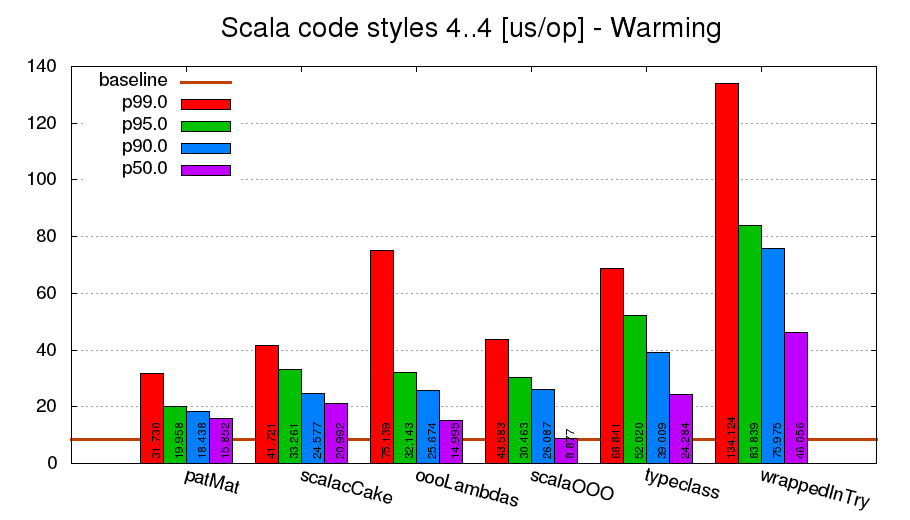 Scala code styles 4..4 [us/op] - Warming
140
120
100
80
60
40
20
0
baseline
p99.0
p95.0
p90.0
p50.0
31.730
19.958
18.438
15.852
41.721
33.261
24.577
20.992
75.139
32.143
25.674
14.995
43.583
30.463
26.087
8.877
68.841
52.020
39.009
24.284
134.124
83.839
75.975
46.056
patMat
scalacCake
oooLambdas
scalaOOO
typeclass
wrappedInTry